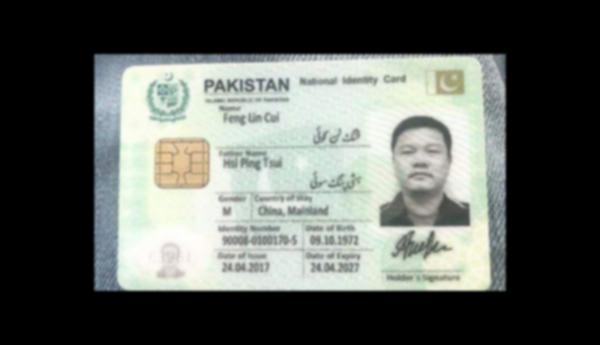 PAKISTAN National Identity Card
ISLAMIC REPUBLIC OF PAKISTAN
Name
Feng Lin Cui
Father Name
Hsi Ping Tsui
Gender Country of Stay
M China, Mainland
Identity Number Date of Birth
90008-0100170-5 09.10.1972
Date of Issue Date of Expiry
24.04.2017 24.04.2027
Holder's Signature